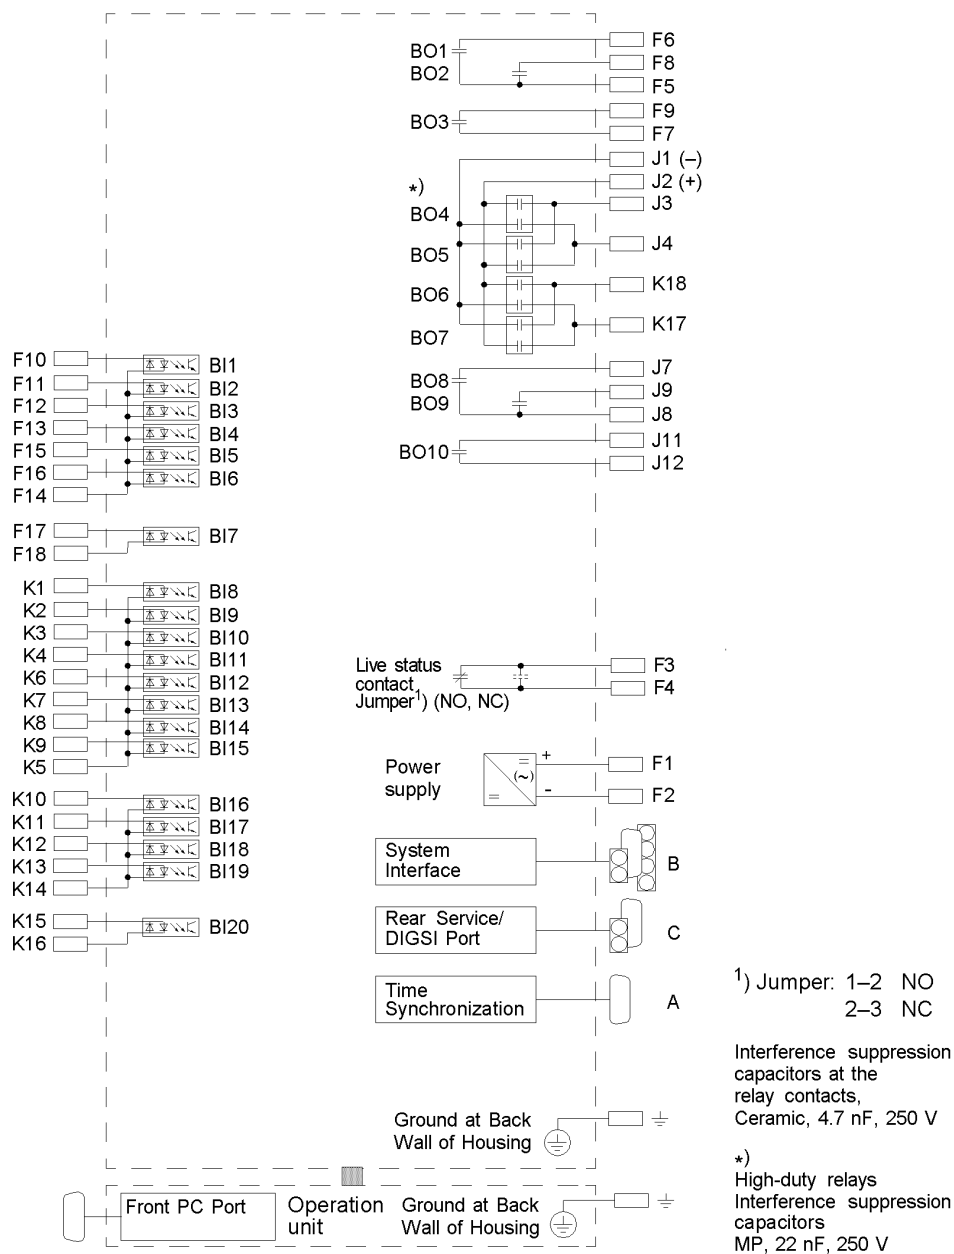 BO1
BO2
F6
F8
F5
BO3
F9
F7
J1 (–)
J2 (+)
*)
BO4
J3
BO5
J4
BO6
K18
BO7
K17
BO8
BO9
J7
J9
J8
BO10
J11
J12
F10
BI1
F11
BI2
F12
BI3
F13
BI4
F15
BI5
F16
BI6
F14
F17
BI7
F18
K1
BI8
K2
BI9
K3
BI10
K4
BI11
K6
BI12
K7
BI13
K8
BI14
K9
BI15
K5
K10
BI16
K11
BI17
K12
BI18
K13
BI19
K14
K15
BI20
K16
Live status
contact
Jumper1) (NO, NC)
F3
F4
Power
supply
+
=
(~)
=
-
F1
F2
System
Interface
B
Rear Service/
DIGSI Port
C
Time
Synchronization
A
Ground at Back
Wall of Housing
Front PC Port
Operation
unit
Ground at Back
Wall of Housing
1) Jumper: 1–2 NO
2–3 NC
Interference suppression
capacitors at the
relay contacts,
Ceramic, 4.7 nF, 250 V
*)
High-duty relays
Interference suppression
capacitors
MP, 22 nF, 250 V